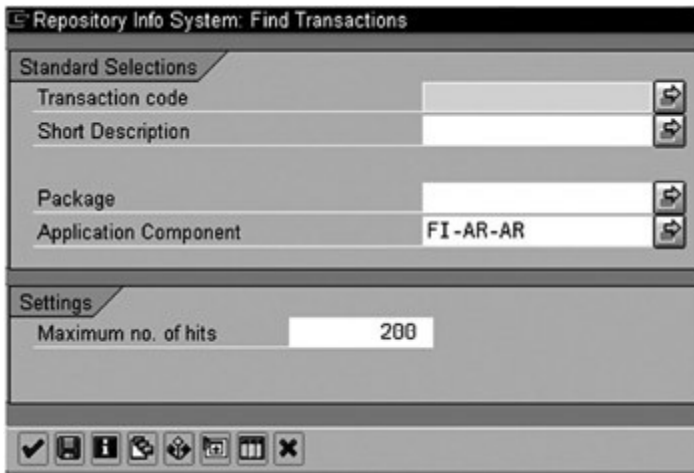 Repository Info System: Find Transactions
Standard Selections
Transaction code
Short Description
Package
Application Component FI-AR-AR
Settings
Maximum no. of hits 200